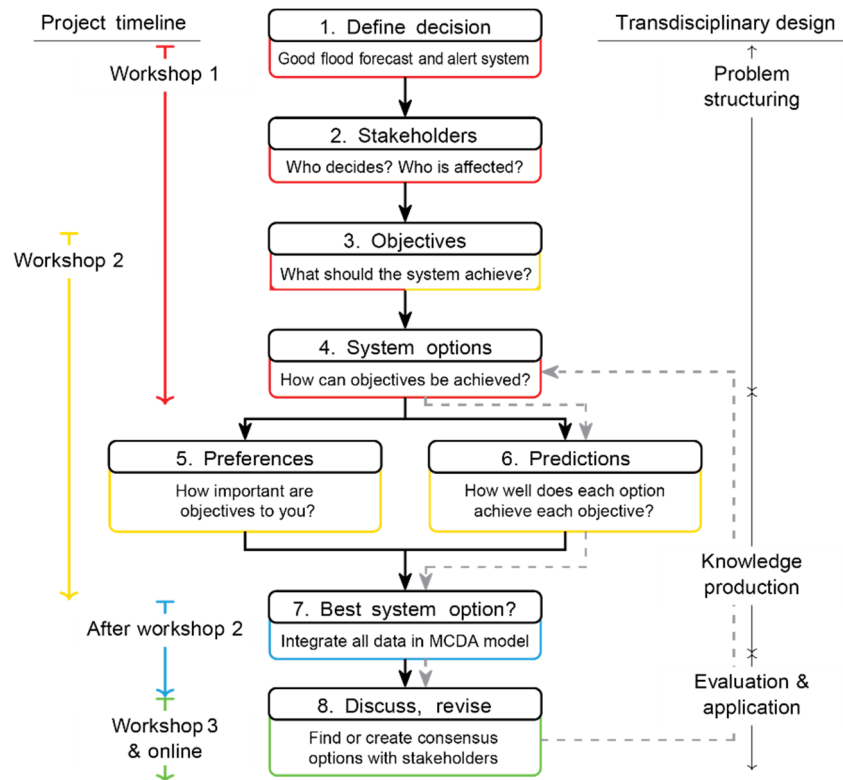 Project timeline
Transdisciplinary design
1. Define decision
Good flood forecast and alert system
Workshop 1
Problem
structuring
2. Stakeholders
Who decides? Who is affected?
Workshop 2
3. Objectives
What should the system achieve?
4. System options
How can objectives be achieved?
5. Preferences
How important are
objectives to you?
6. Predictions
How well does each option
achieve each objective?
Knowledge
production
7. Best system option?
Integrate all data in MCDA model
After workshop 2
8. Discuss, revise
Find or create consensus
options with stakeholders
Workshop 3
& online
Evaluation &
application